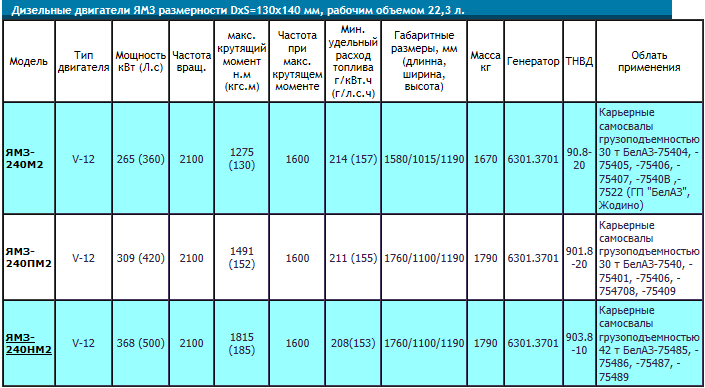 Дизельные двигатели ЯМЗ размерности DxS=130x140 мм, рабочим объемом 22,3 л.
Модель
Тип
двигателя
Мощность
кВт (Л.с)
Частота
вращ.
макс.
крутящий
момент
н.м
(кгс.м)
Частота
при
макс.
крутящем
моменте
Мин.
удельный
расход
топлива
г/кВт.ч
(г/л.с.ч)
Габаритные
размеры, мм
(длинна,
ширина,
высота)
Масса
кг
Генератор
ТНВД
Облать
применения
ЯМЗ-
240М2
V-12
265 (360)
2100
1275
(130)
1600
214 (157)
1580/1015/1190
1670
6301.3701
90.8-
20
Карьерные
самосвалы
грузоподъемностью
30 т БелАЗ-75404, -
75405, -75406, -
75407, -7540В ,-
7522 (ГП "БелАЗ",
Жодино)
ЯМЗ-
240ПМ2
V-12
309 (420)
2100
1491
(152)
1600
211 (155)
1760/1100/1190
1790
6301.3701
901.8
-20
Карьерные
самосвалы
грузоподъемностью
30 т БелАЗ-7540, -
75401, -75406, -
754708, -75409
ЯМЗ-
240НМ2
V-12
368 (500)
2100
1815
(185)
1600
208(153)
1760/1100/1190
1790
6301.3701
903.8
-10
Карьерные
самосвалы
грузоподъемностью
42 т БелАЗ-75485, -
75486, -75487, -
75489